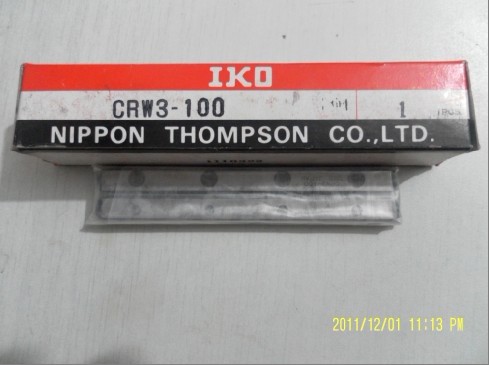 IKO
CRW3-100
1
NIPPON THOMPSON CO.,LTD.
2011/12/01 11:13 PM